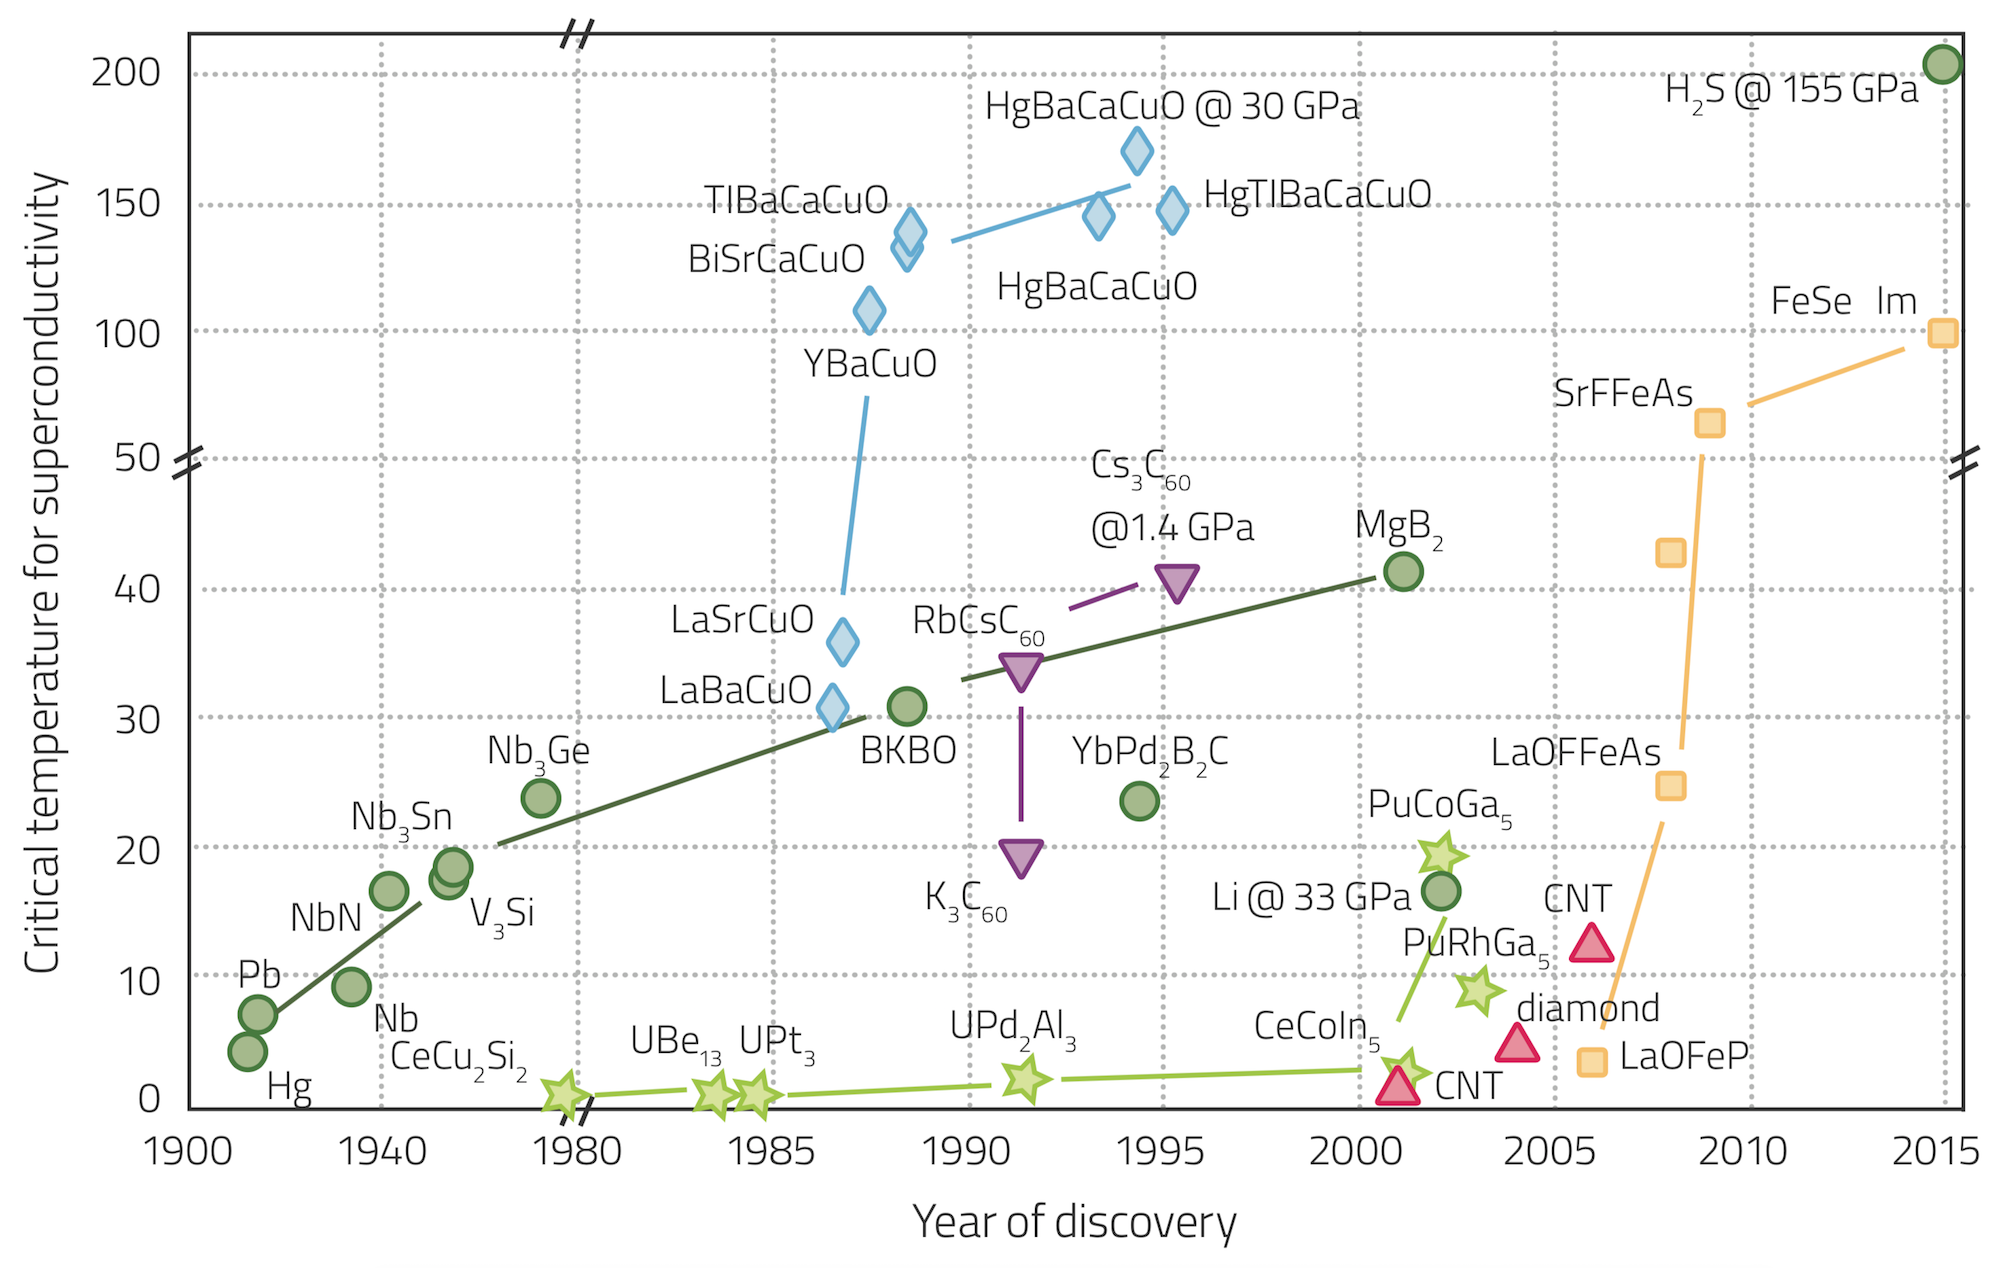 200
H₂S @ 155 GPa
HgBaCaCuO @ 30 GPa
150
TlBaCaCuO
HgTlBaCaCuO
BiSrCaCuO
HgBaCaCuO
FeSe Im
100
YBaCuO
SrFFeAs
50
Cs₃C₆₀
@1.4 GPa
MgB₂
40
LaSrCuO
RbCsC₆₀
LaBaCuO
30
Nb₃Ge
BKBO
YbPd₂B₂C
LaOFFeAs
Nb₃Sn
PuCoGa₅
20
NbN
V₃Si
K₃C₆₀
Li @ 33 GPa
CNT
PuRhGa₅
Pb
10
Nb
diamond
CeCu₂Si₂
UBe₁₃
UPt₃
UPd₂Al₃
CeCoIn₅
LaOFeP
Hg
CNT
0
1900 1940 1980 1985 1990 1995 2000 2005 2010 2015
Year of discovery
Critical temperature for superconductivity